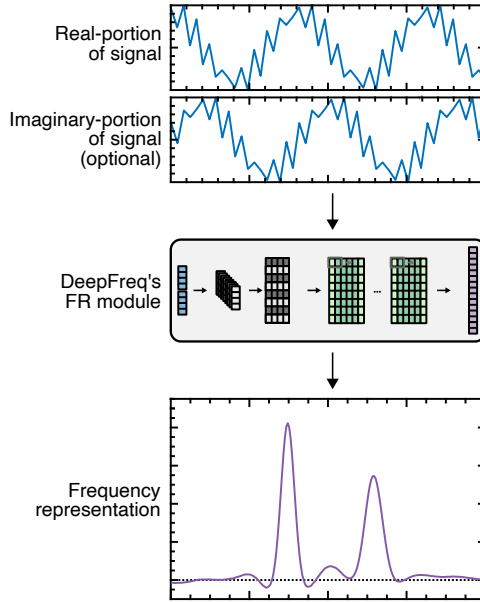 Real-portion
of signal
Imaginary-portion
of signal
(optional)
DeepFreq's
FR module
...
Frequency
representation